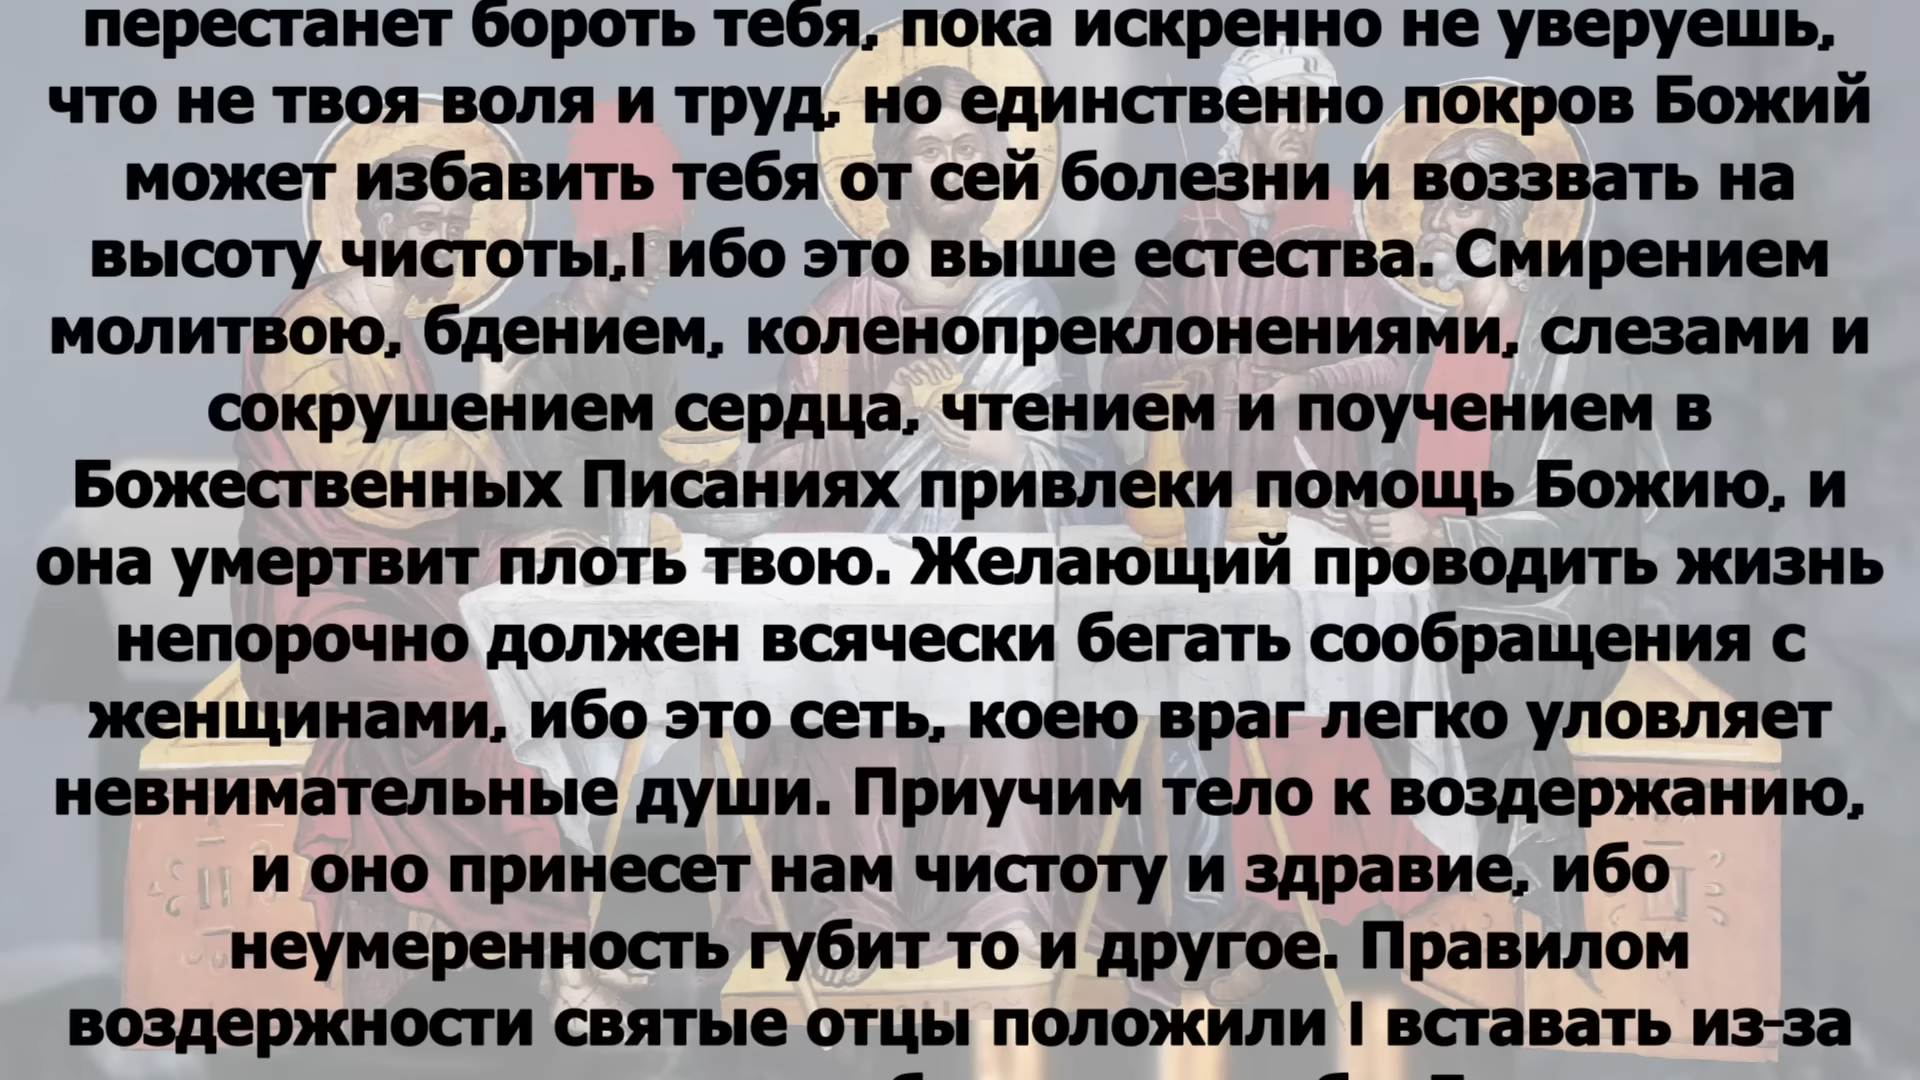 перестанет бороть тебя, пока искренно не уверуешь,
что не твоя воля и труд, но единственно покров Божий
может избавить тебя от сей болезни и воззвать на
высоту чистоты,I ибо это выше естества. Смирением
молитвою, бдением, коленопреклонениями, слезами и
сокрушением сердца, чтением и поучением в
Божественных Писаниях привлеки помощь Божию, и
она умертвит плоть твою. Желающий проводить жизнь
непорочно должен всячески бегать сообращения с
женщинами, ибо это сеть, коею враг легко уловляет
невнимательные души. Приучим тело к воздержанию,
и оно принесет нам чистоту и здравие, ибо
неумеренность губит то и другое. Правилом
воздержности святые отцы положили I вставать из-за